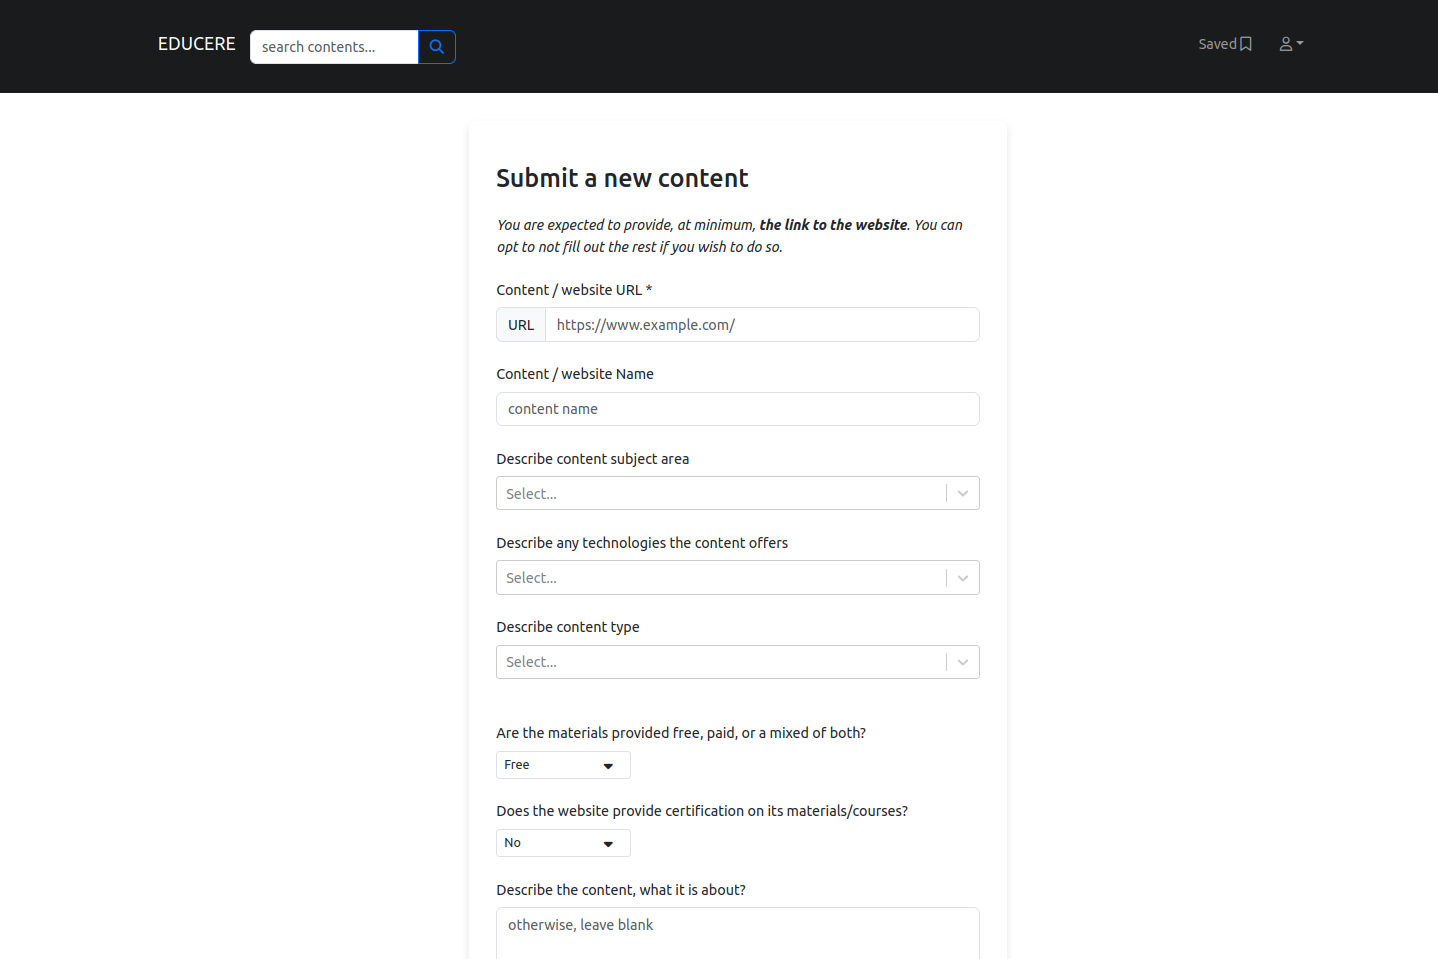 EDUCERE
search contents...
Saved
Submit a new content
You are expected to provide, at minimum, the link to the website. You can
opt to not fill out the rest if you wish to do so.
Content / website URL *
URL
https://www.example.com/
Content / website Name
content name
Describe content subject area
Select...
Describe any technologies the content offers
Select...
Describe content type
Select...
Are the materials provided free, paid, or a mixed of both?
Free
Does the website provide certification on its materials/courses?
No
Describe the content, what it is about?
otherwise, leave blank